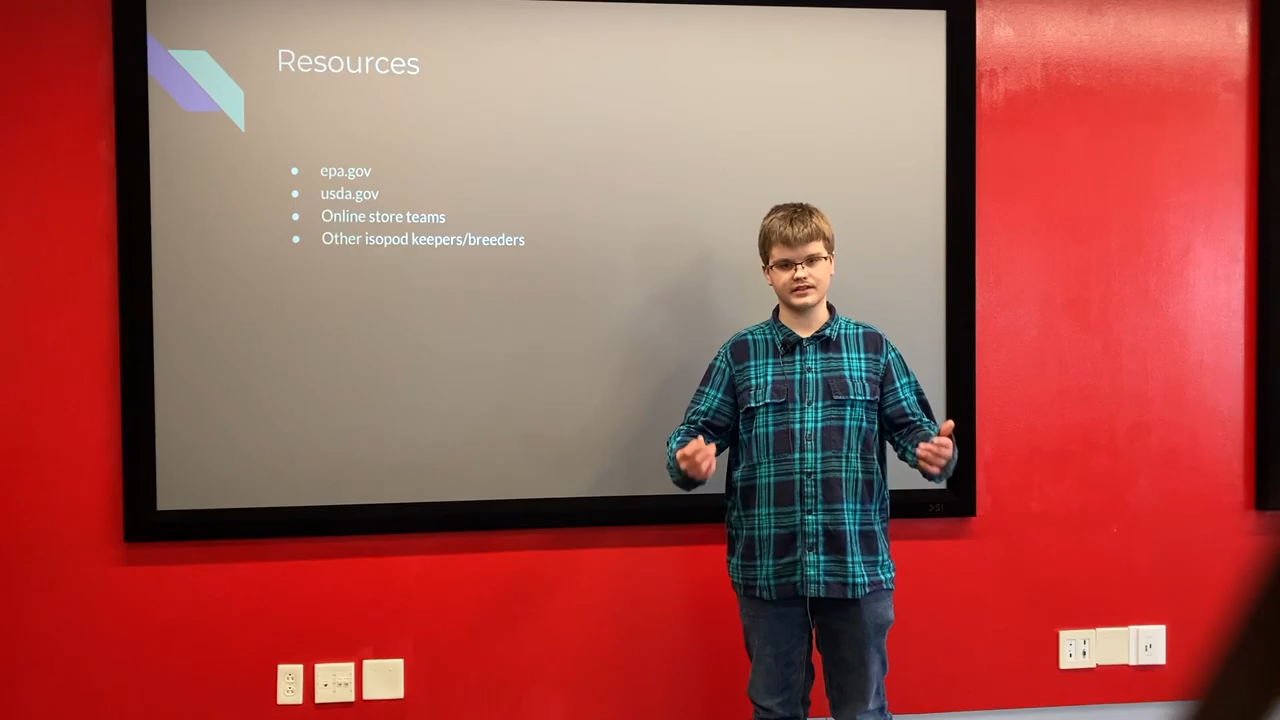 Resources
epa.gov
usda.gov
Online store teams
Other isopod keepers/breeders